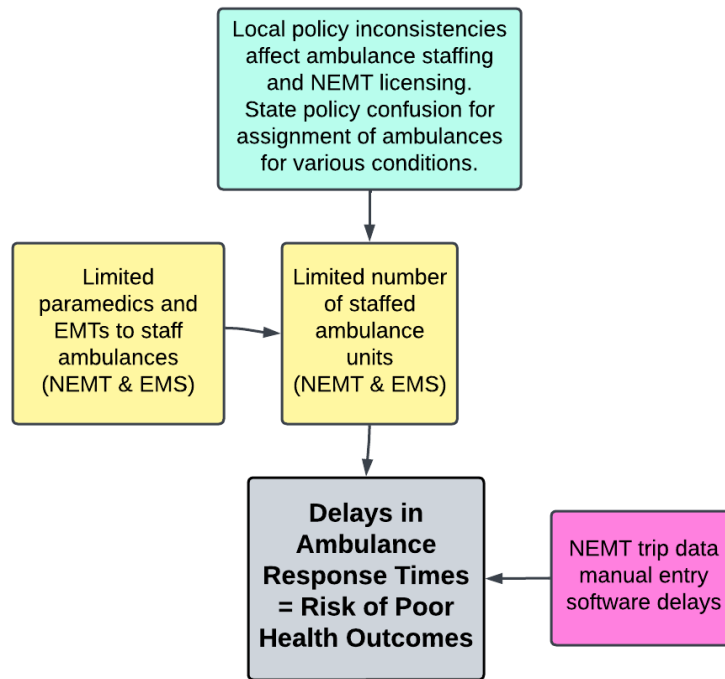 Local policy inconsistencies
affect ambulance staffing
and NEMT licensing.
State policy confusion for
assignment of ambulances
for various conditions.
Limited
paramedics and
EMTs to staff
ambulances
(NEMT & EMS)
Limited number
of staffed
ambulance
units
(NEMT & EMS)
Delays in
Ambulance
Response Times
= Risk of Poor
Health Outcomes
NEMT trip data
manual entry
software delays